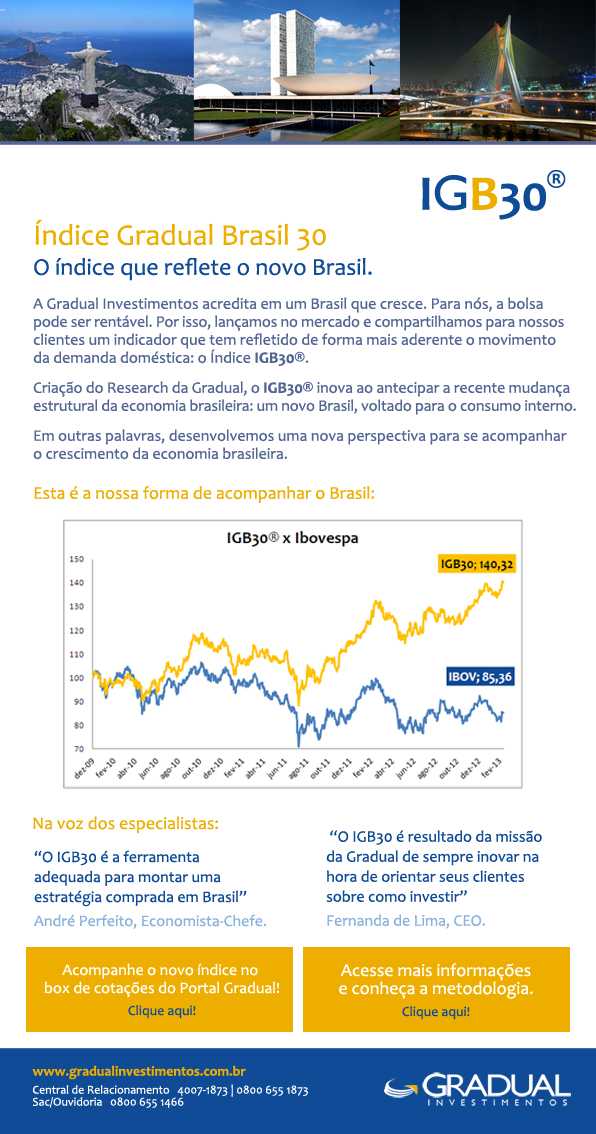 IGB30®
Índice Gradual Brasil 30
O índice que reflete o novo Brasil.
A Gradual Investimentos acredita em um Brasil que cresce. Para nós, a bolsa
pode ser rentável. Por isso, lançamos no mercado e compartilhamos para nossos
clientes um indicador que tem refletido de forma mais aderente o movimento
da demanda doméstica: o Índice IGB30®.
Criação do Research da Gradual, o IGB30® inova ao antecipar a recente mudança
estrutural da economia brasileira: um novo Brasil, voltado para o consumo interno.
Em outras palavras, desenvolvemos uma nova perspectiva para se acompanhar
o crescimento da economia brasileira.
Esta é a nossa forma de acompanhar o Brasil:
IGB30® x Ibovespa
150
140
130
120
110
100
90
80
70
IGB30; 140,32
IBOV; 85,36
dez-09
fev-10
abr-10
jun-10
ago-10
out-10
dez-10
fev-11
abr-11
jun-11
ago-11
out-11
dez-11
fev-12
abr-12
jun-12
ago-12
out-12
dez-12
fev-13
Na voz dos especialistas:
“O IGB30 é a ferramenta
adequada para montar uma
estratégia comprada em Brasil”
André Perfeito, Economista-Chefe.
“O IGB30 é resultado da missão
da Gradual de sempre inovar na
hora de orientar seus clientes
sobre como investir”
Fernanda de Lima, CEO.
Acompanhe o novo índice no
box de cotações do Portal Gradual!
Clique aqui!
Acesse mais informações
e conheça a metodologia.
Clique aqui!
www.gradualinvestimentos.com.br
Central de Relacionamento 4007-1873 | 0800 655 1873
Sac/Ouvidoria 0800 655 1466
GRADUAL
INVESTIMENTOS